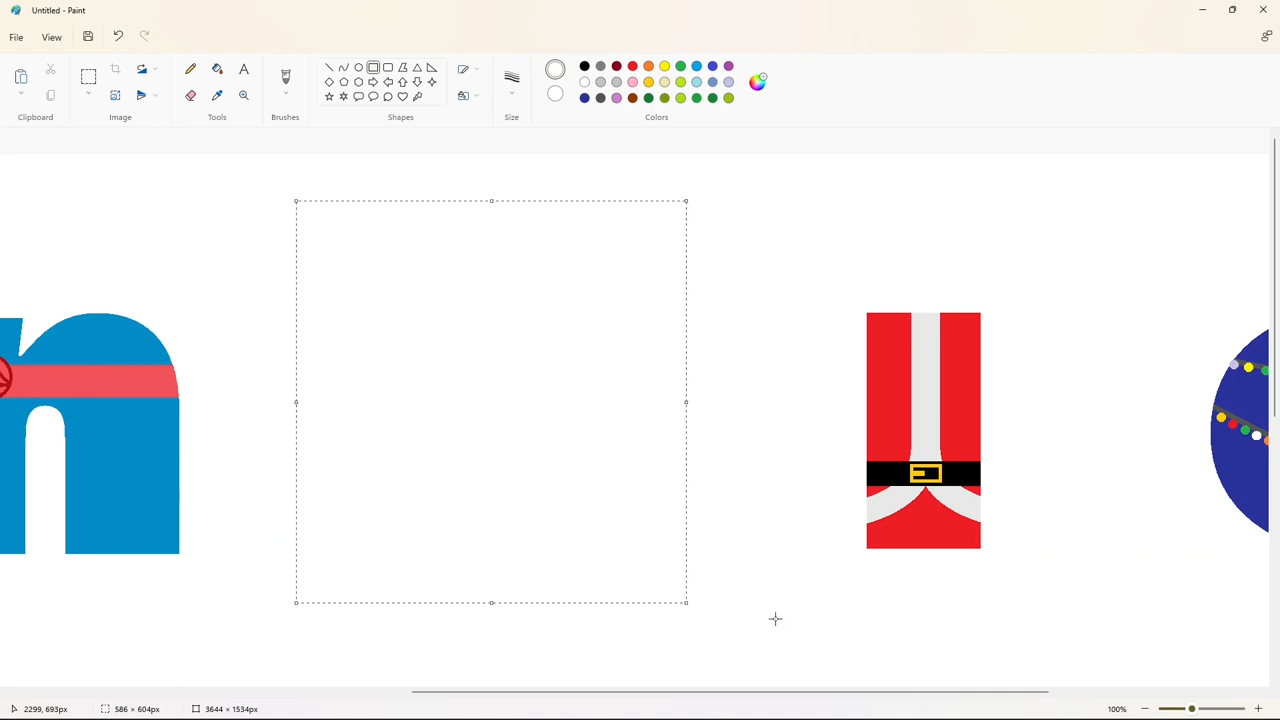 Untitled - Paint
File View
Clipboard Image Tools Brushes Shapes Size Colors
n
2299, 693px 586 × 604px 3644 × 1534px 100%